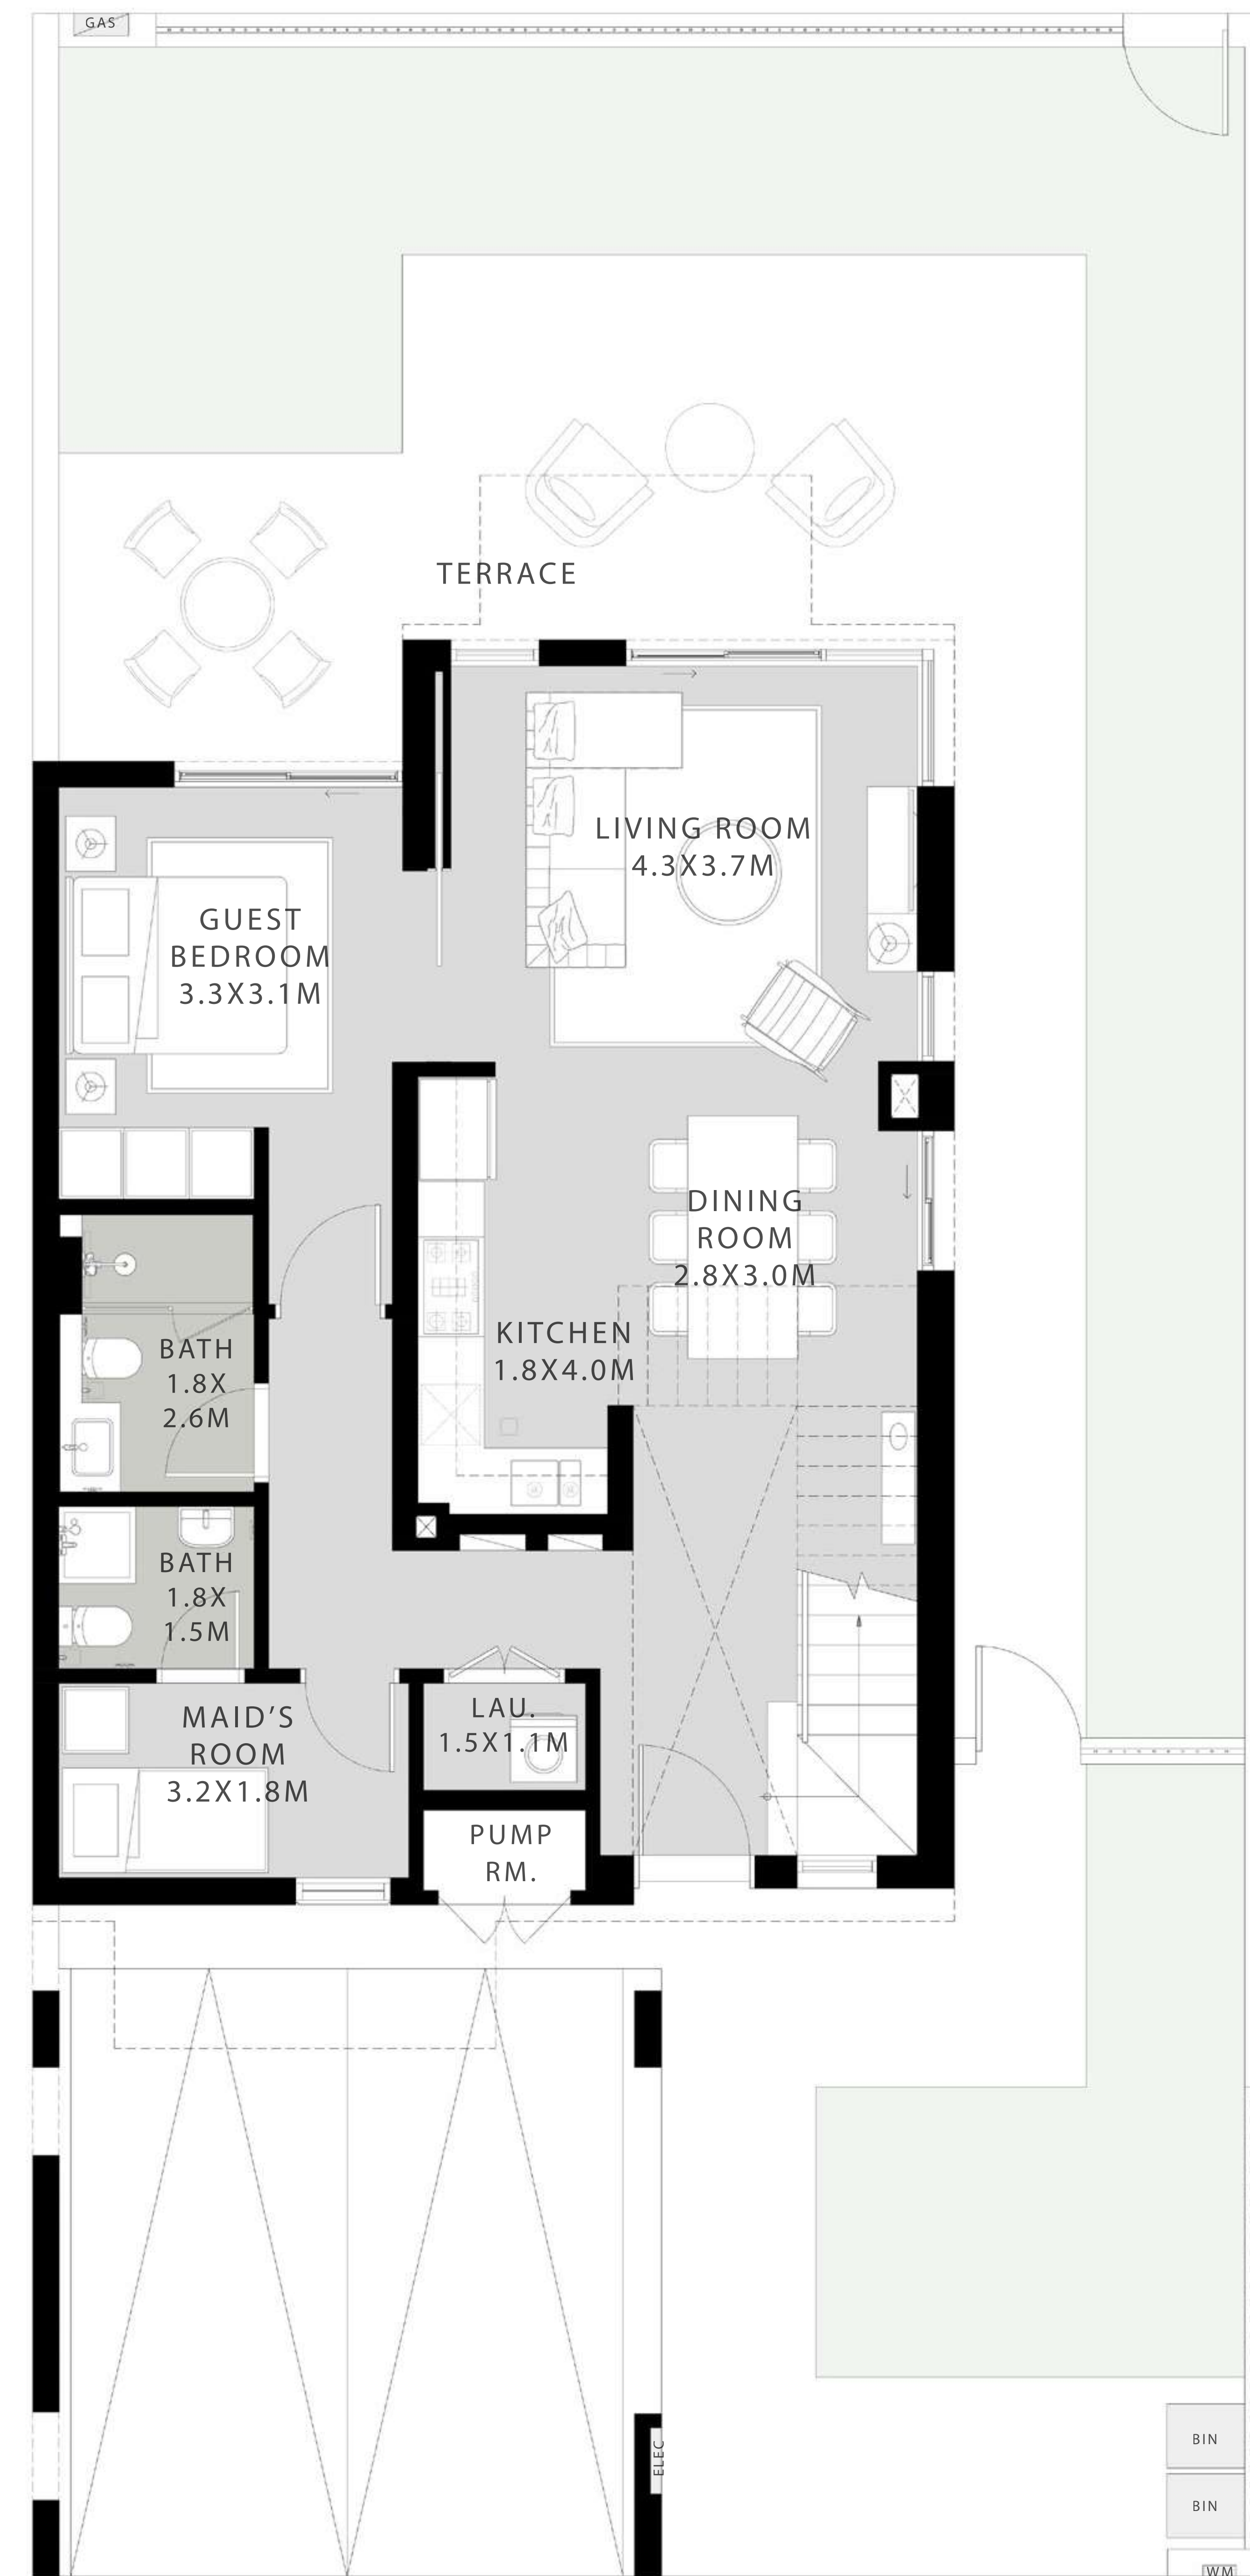 GAS
TERRACE
LIVING ROOM
4.3X3.7M
GUEST
BEDROOM
3.3X3.1M
DINING
ROOM
2.8X3.0M
KITCHEN
1.8X4.0M
BATH
1.8X
2.6M
BATH
1.8X
1.5M
MAID’S
ROOM
3.2X1.8M
LAU.
1.5X1.1M
PUMP
RM.
ELEC
BIN
BIN
WM